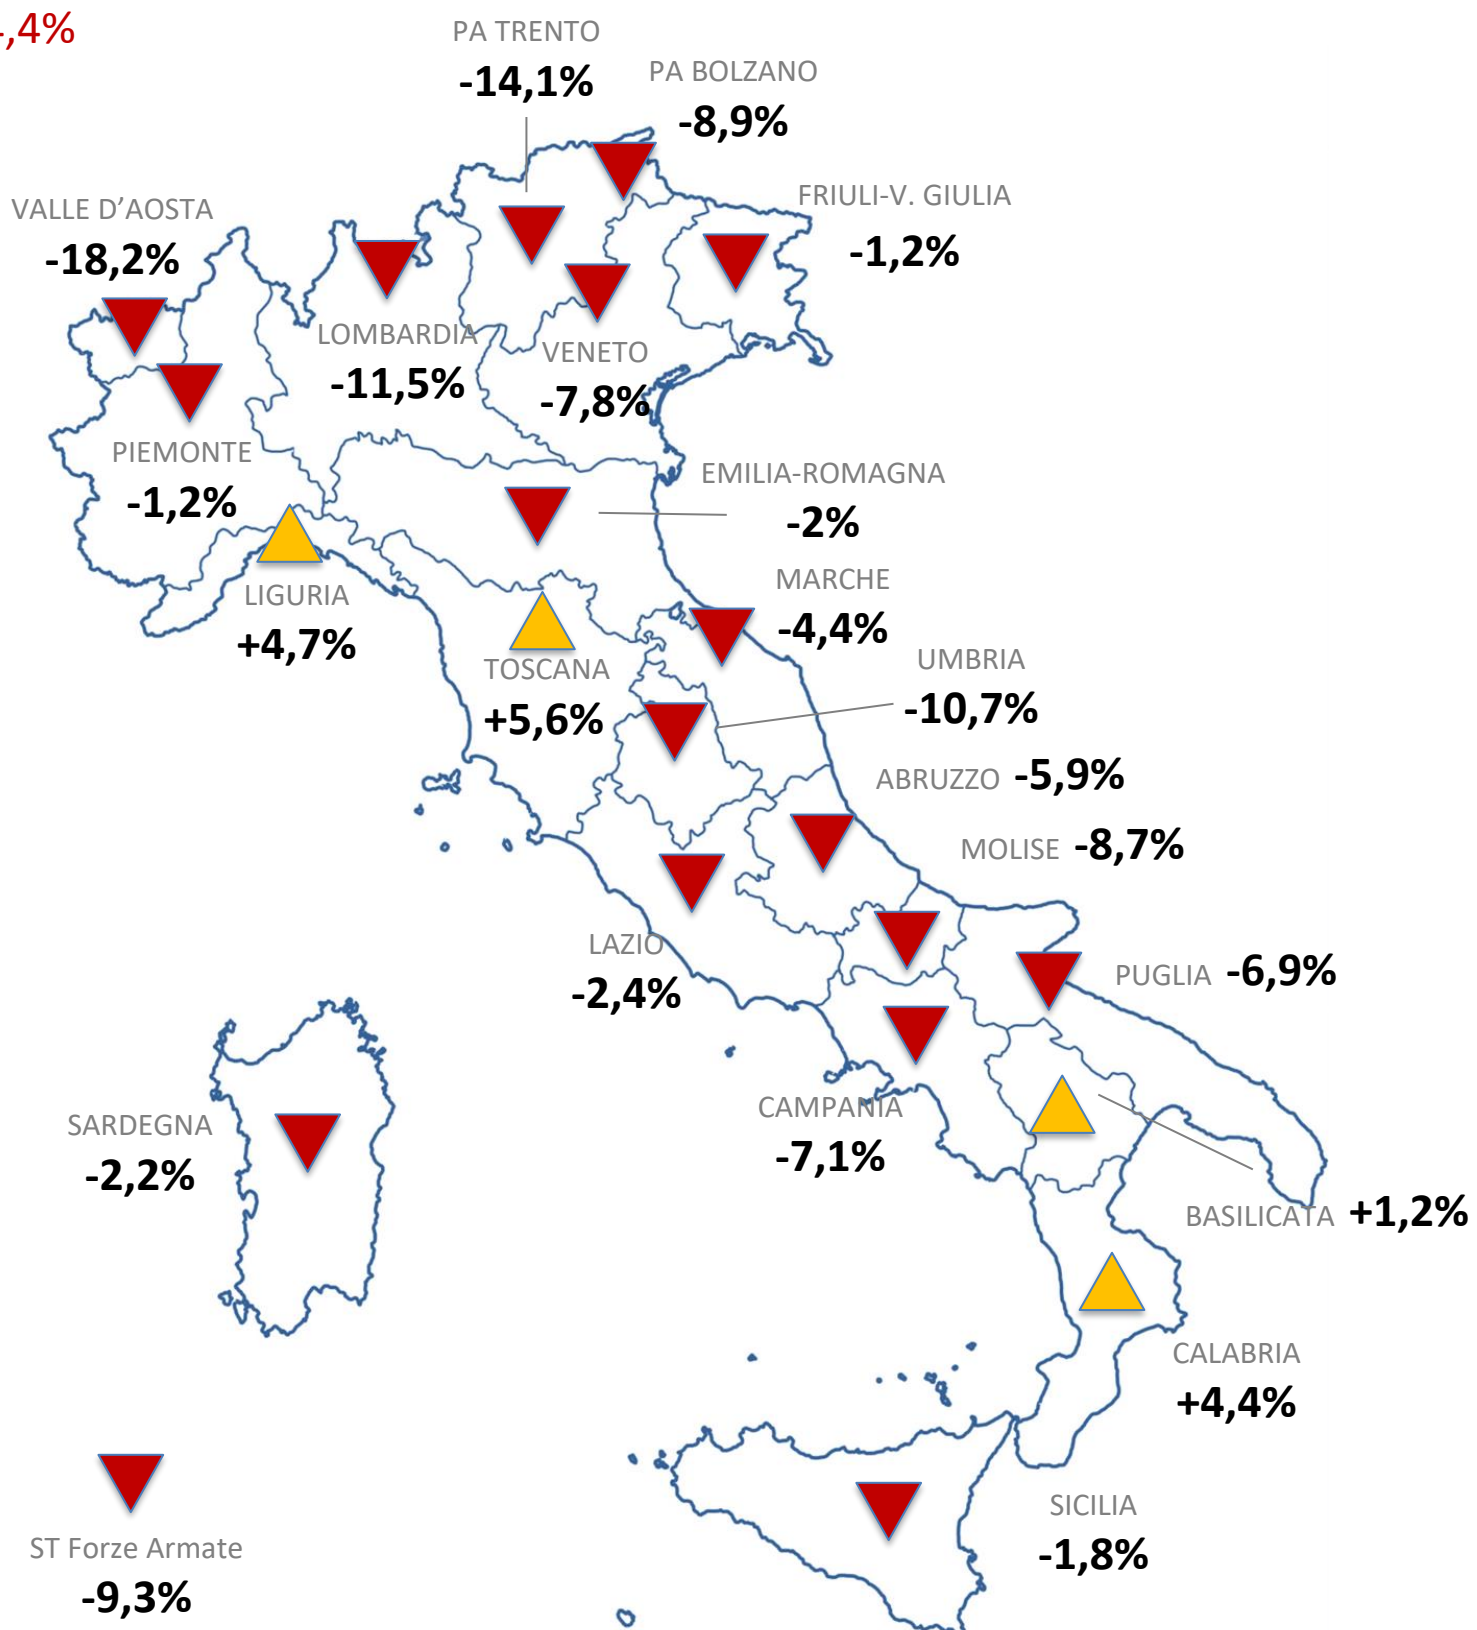 ,4%
PA TRENTO
-14,1%
PA BOLZANO
-8,9%
VALLE D’AOSTA
-18,2%
FRIULI-V. GIULIA
-1,2%
LOMBARDIA
-11,5%
VENETO
-7,8%
PIEMONTE
-1,2%
EMILIA-ROMAGNA
-2%
LIGURIA
+4,7%
MARCHE
-4,4%
TOSCANA
+5,6%
UMBRIA
-10,7%
ABRUZZO -5,9%
MOLISE -8,7%
LAZIO
-2,4%
PUGLIA -6,9%
SARDEGNA
-2,2%
CAMPANIA
-7,1%
BASILICATA +1,2%
CALABRIA
+4,4%
SICILIA
-1,8%
ST Forze Armate
-9,3%